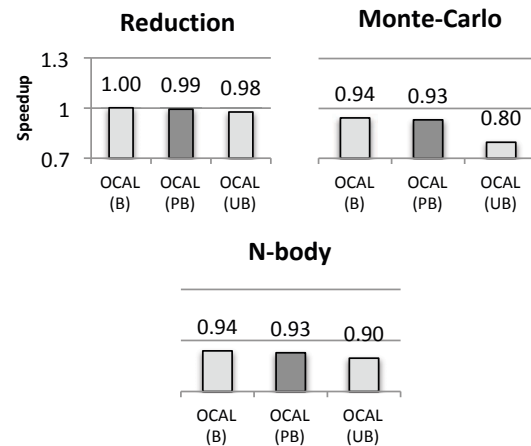 Reduction
Monte-Carlo
Speedup
1.3
1
0.7
1.00
0.99
0.98
OCAL (B)
OCAL (PB)
OCAL (UB)
0.94
0.93
0.80
OCAL (B)
OCAL (PB)
OCAL (UB)
N-body
0.94
0.93
0.90
OCAL (B)
OCAL (PB)
OCAL (UB)